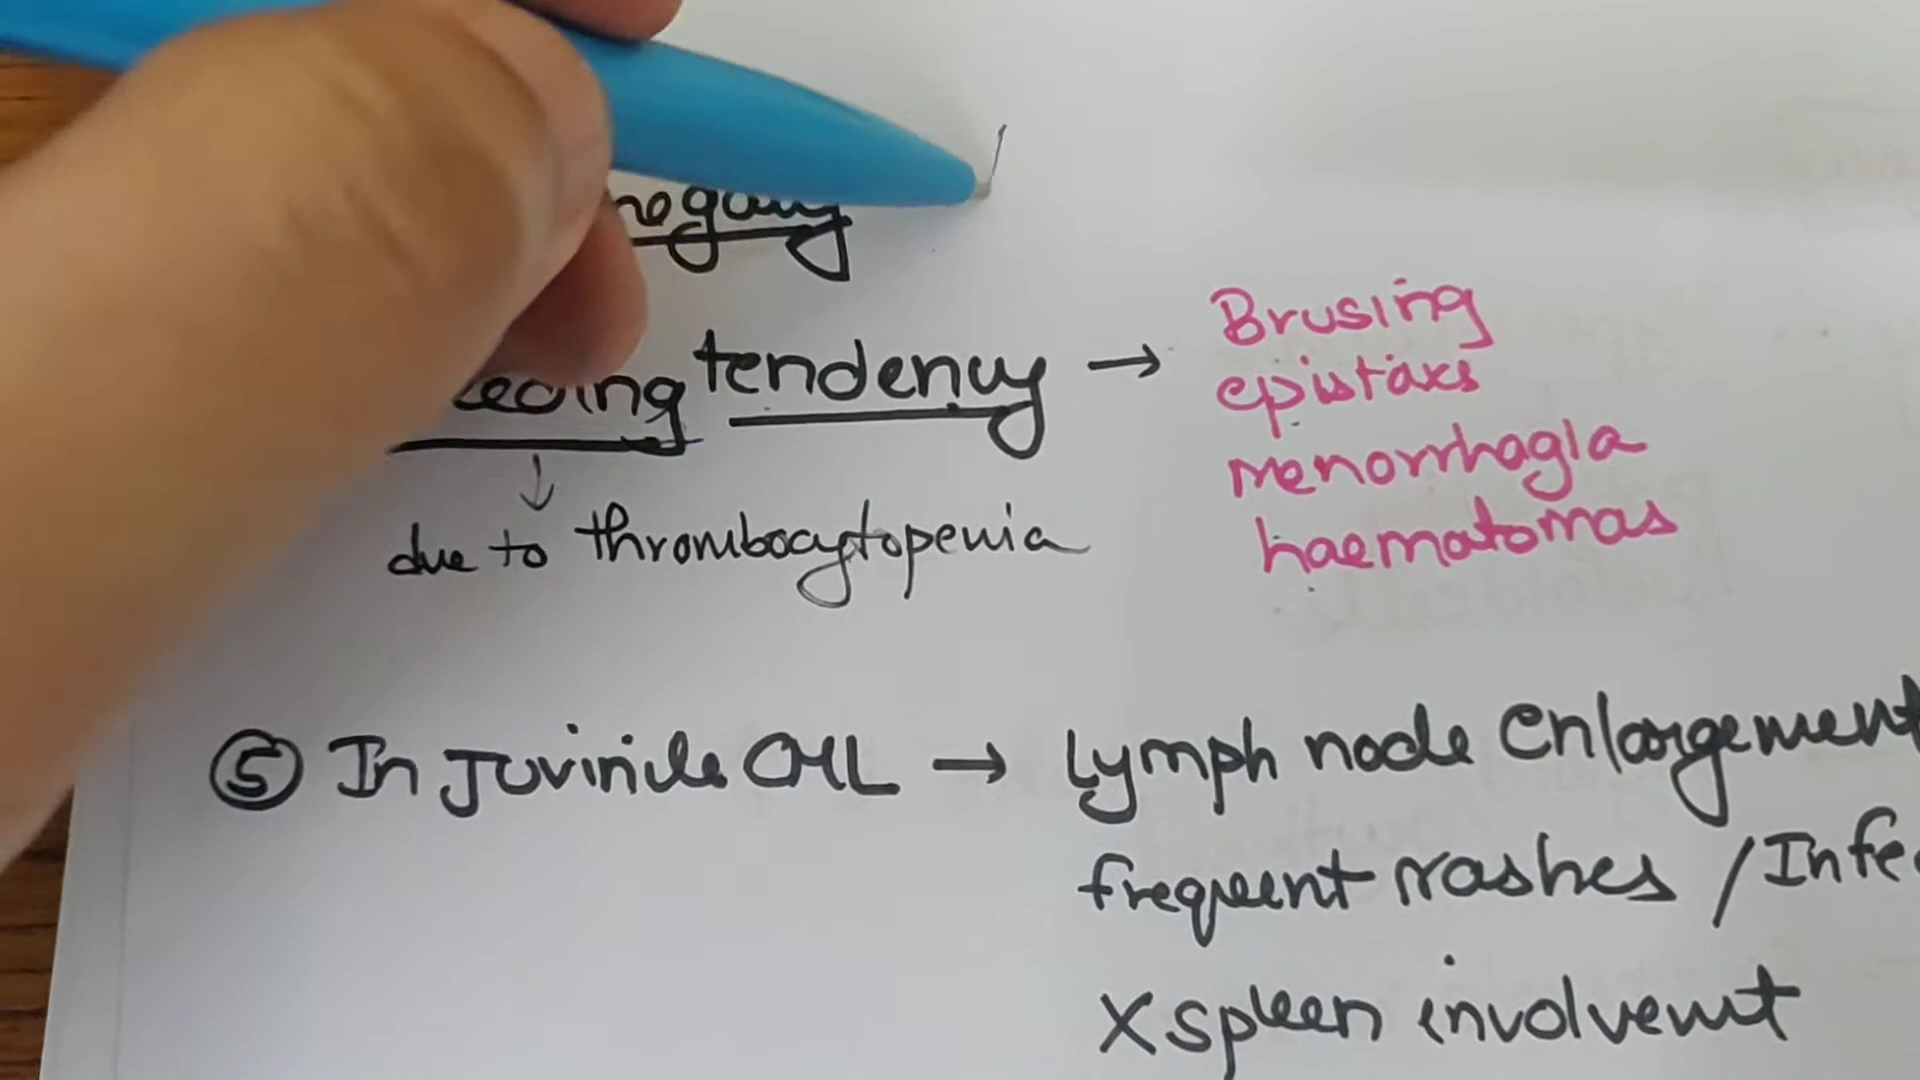 tendency → Brusing
epistaxs
menorrhagia
haematomas
due to thrombocytopenia
⑤ In Juvinile CML → Lymph node Enlargement
frequent rashes / Infe
X spleen involvemt